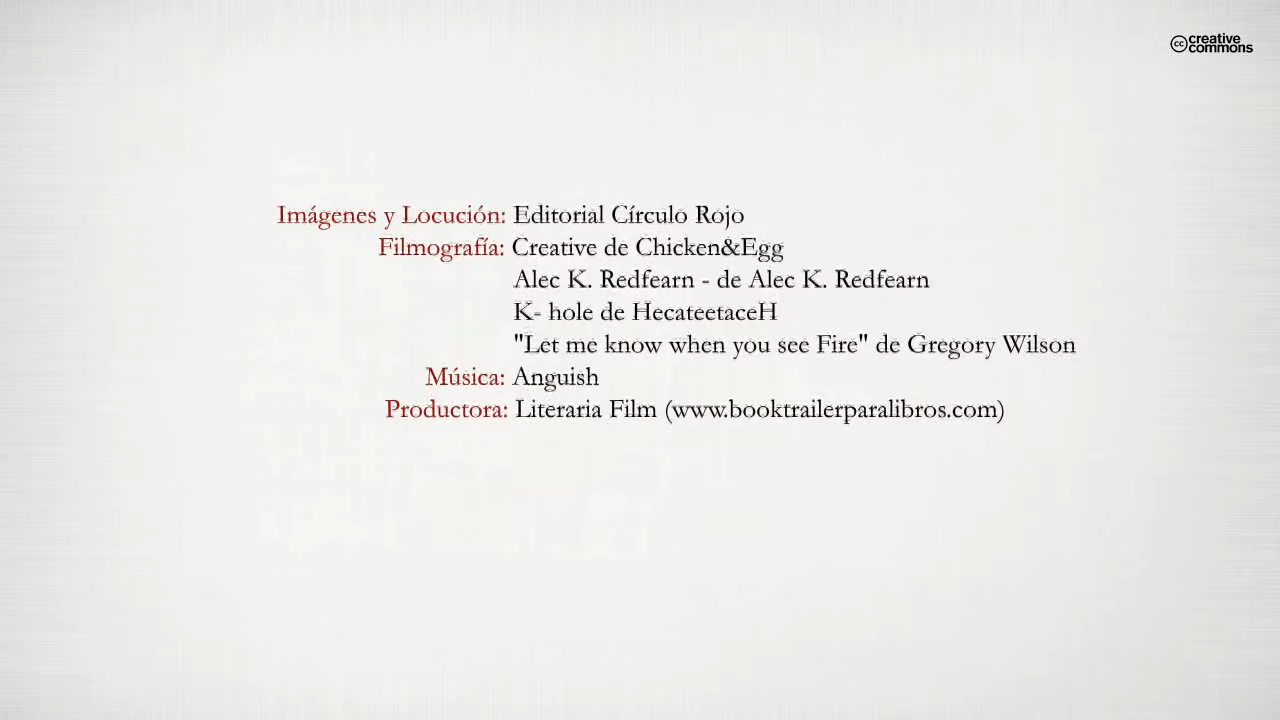 cc creative
commons
Imágenes y Locución: Editorial Círculo Rojo
Filmografía: Creative de Chicken&Egg
Alec K. Redfearn - de Alec K. Redfearn
K- hole de HecateetaceH
"Let me know when you see Fire" de Gregory Wilson
Música: Anguish
Productora: Literaria Film (www.booktrailerparalibros.com)